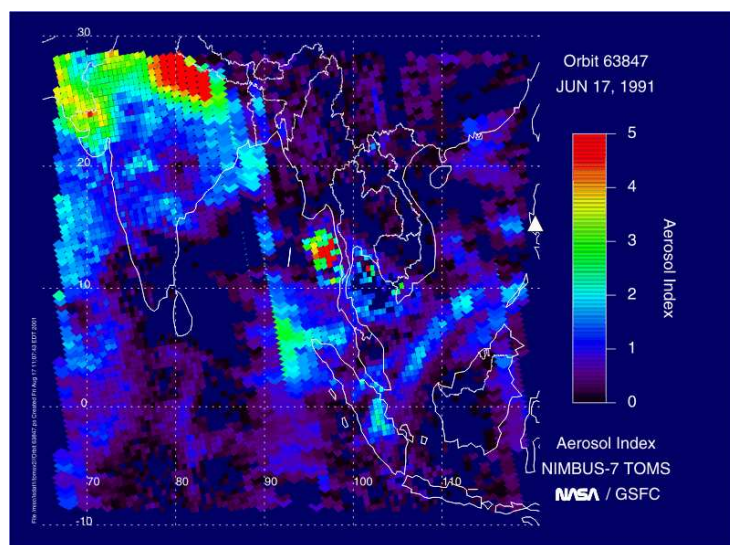 30
20
10
0
-10
70
80
90
100
110
Orbit 63847
JUN 17, 1991
5
4
3
2
1
0
Aerosol Index
Aerosol Index
NIMBUS-7 TOMS
NASA / GSFC